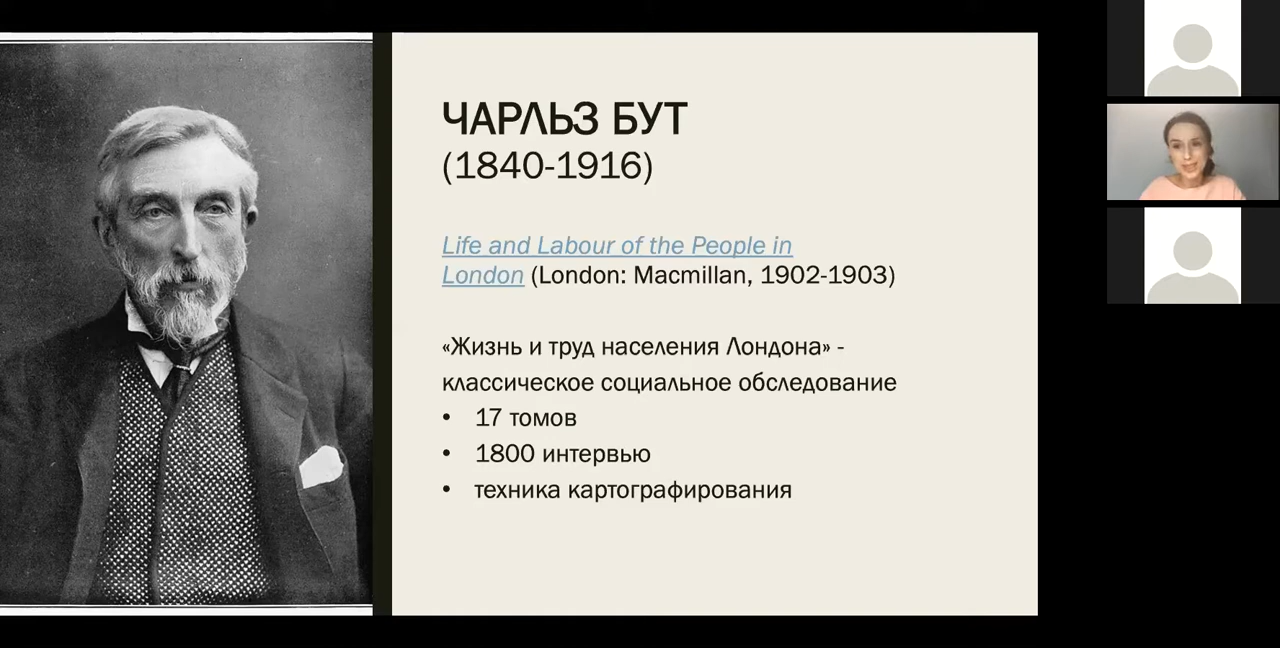 ЧАРЛЬЗ БУТ
(1840-1916)
Life and Labour of the People in
London (London: Macmillan, 1902-1903)
«Жизнь и труд населения Лондона» -
классическое социальное обследование
• 17 томов
• 1800 интервью
• техника картографирования